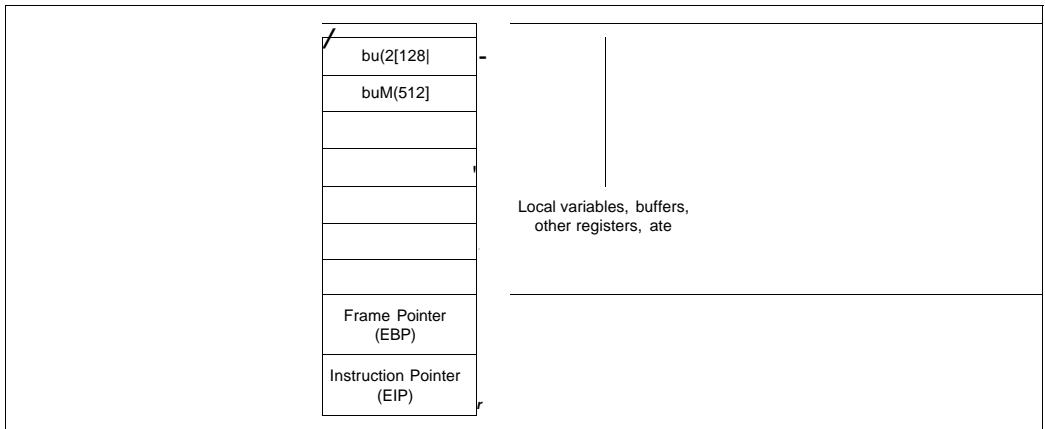 bu(2[128|
buM(512]
Local variables, buffers,
other registers, ate
Frame Pointer
(EBP)
Instruction Pointer
(EIP)